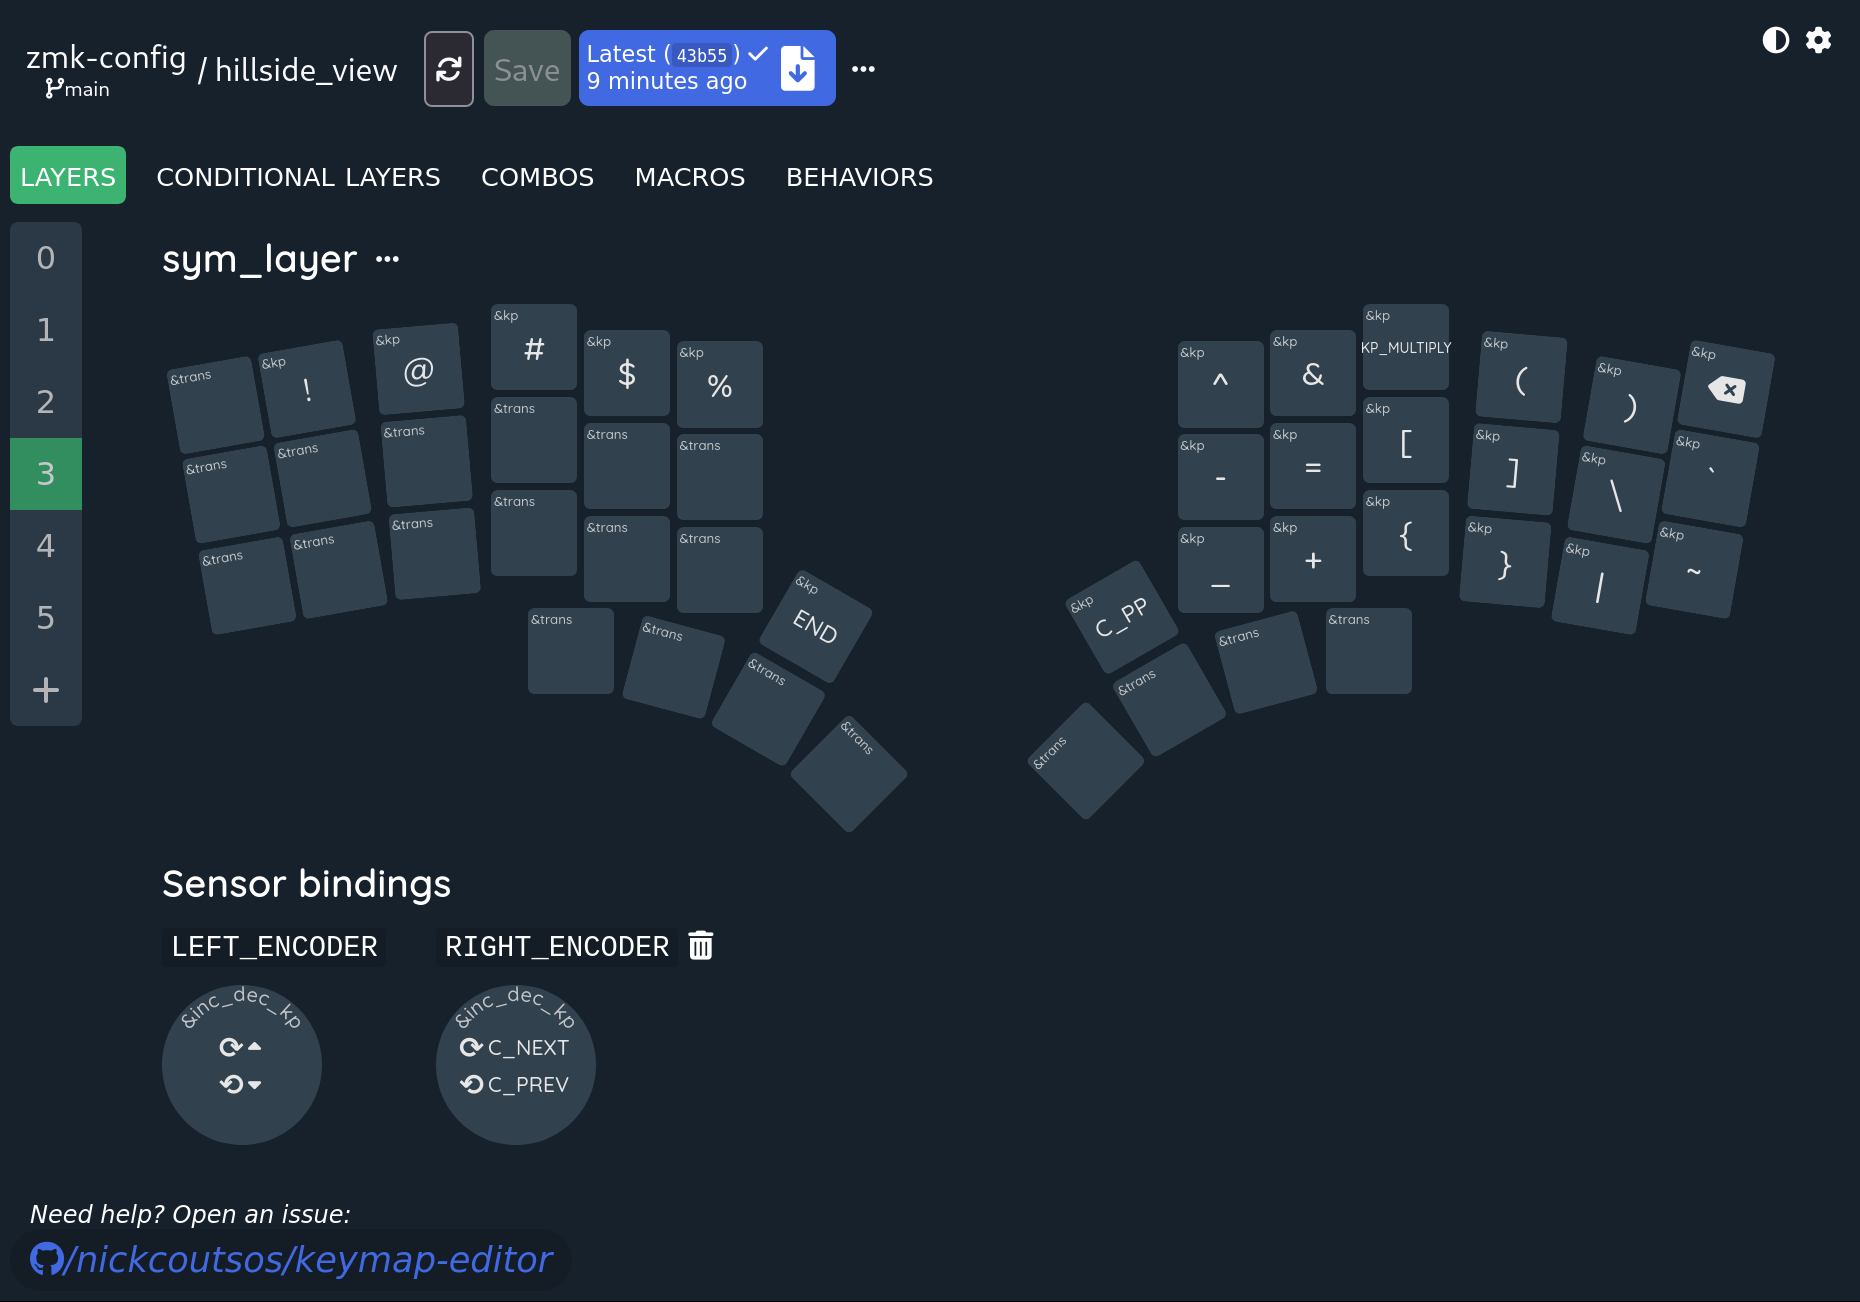 zmk-config
main
/ hillside_view
Save
Latest (43b55)
9 minutes ago
LAYERS CONDITIONAL LAYERS COMBOS MACROS BEHAVIORS
0
1
2
3
4
5
+
sym_layer
&trans
&kp !
&kp @
&kp #
&kp $
&kp %
&kp ^
&kp &
&kp KP_MULTIPLY
&kp (
&kp )
&kp
&trans
&trans
&trans
&trans
&trans
&trans
&kp -
&kp =
&kp [
&kp ]
&kp \
&kp `
&trans
&trans
&trans
&trans
&trans
&trans
&kp END
&kp C_PP
&kp _
&kp +
&kp {
&kp }
&kp |
&kp ~
&trans
&trans
&trans
&trans
&trans
&trans
&trans
&trans
Sensor bindings
LEFT_ENCODER RIGHT_ENCODER
&inc_dec_kp
&inc_dec_kp
C_NEXT
C_PREV
Need help? Open an issue:
/nickcoutsos/keymap-editor